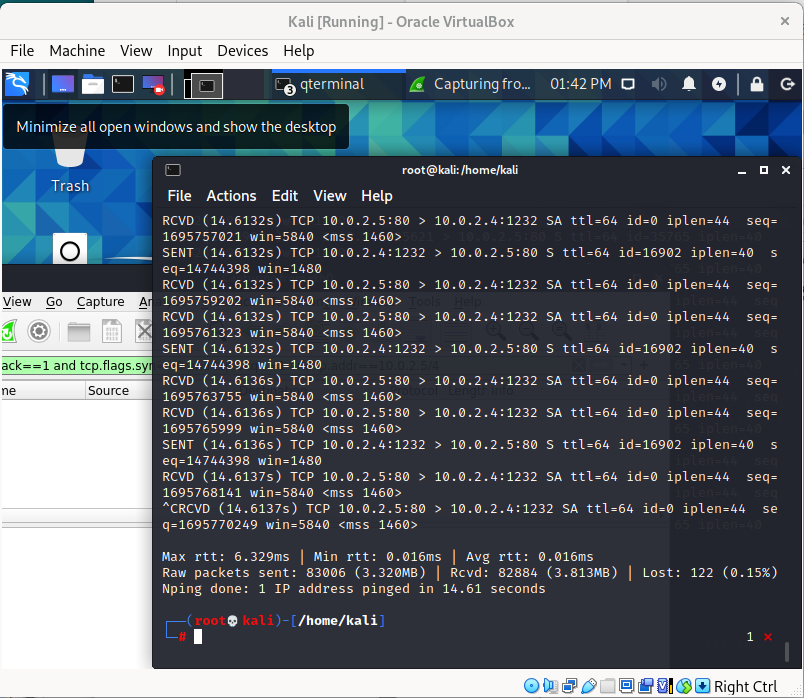 Kali [Running] - Oracle VirtualBox
File Machine View Input Devices Help
3 qterminal Capturing fro... 01:42 PM
Minimize all open windows and show the desktop
Trash
root@kali: /home/kali
File Actions Edit View Help
RCVD (14.6132s) TCP 10.0.2.5:80 > 10.0.2.4:1232 SA ttl=64 id=0 iplen=44 seq=
1695757021 win=5840 <mss 1460>
SENT (14.6132s) TCP 10.0.2.4:1232 > 10.0.2.5:80 S ttl=64 id=16902 iplen=40 s
eq=14744398 win=1480
RCVD (14.6132s) TCP 10.0.2.5:80 > 10.0.2.4:1232 SA ttl=64 id=0 iplen=44 seq=
1695759202 win=5840 <mss 1460>
RCVD (14.6132s) TCP 10.0.2.5:80 > 10.0.2.4:1232 SA ttl=64 id=0 iplen=44 seq=
1695761323 win=5840 <mss 1460>
SENT (14.6132s) TCP 10.0.2.4:1232 > 10.0.2.5:80 S ttl=64 id=16902 iplen=40 s
eq=14744398 win=1480
RCVD (14.6136s) TCP 10.0.2.5:80 > 10.0.2.4:1232 SA ttl=64 id=0 iplen=44 seq=
1695763755 win=5840 <mss 1460>
RCVD (14.6136s) TCP 10.0.2.5:80 > 10.0.2.4:1232 SA ttl=64 id=0 iplen=44 seq=
1695765999 win=5840 <mss 1460>
SENT (14.6136s) TCP 10.0.2.4:1232 > 10.0.2.5:80 S ttl=64 id=16902 iplen=40 s
eq=14744398 win=1480
RCVD (14.6137s) TCP 10.0.2.5:80 > 10.0.2.4:1232 SA ttl=64 id=0 iplen=44 seq=
1695768141 win=5840 <mss 1460>
^CRCVD (14.6137s) TCP 10.0.2.5:80 > 10.0.2.4:1232 SA ttl=64 id=0 iplen=44 se
q=1695770249 win=5840 <mss 1460>
Max rtt: 6.329ms | Min rtt: 0.016ms | Avg rtt: 0.016ms
Raw packets sent: 83006 (3.320MB) | Rcvd: 82884 (3.813MB) | Lost: 122 (0.15%)
Nping done: 1 IP address pinged in 14.61 seconds
(root💀kali)-[/home/kali]
# 1 ×
View Go Capture An
ack==1 and tcp.flags.syn
me Source
Right Ctrl